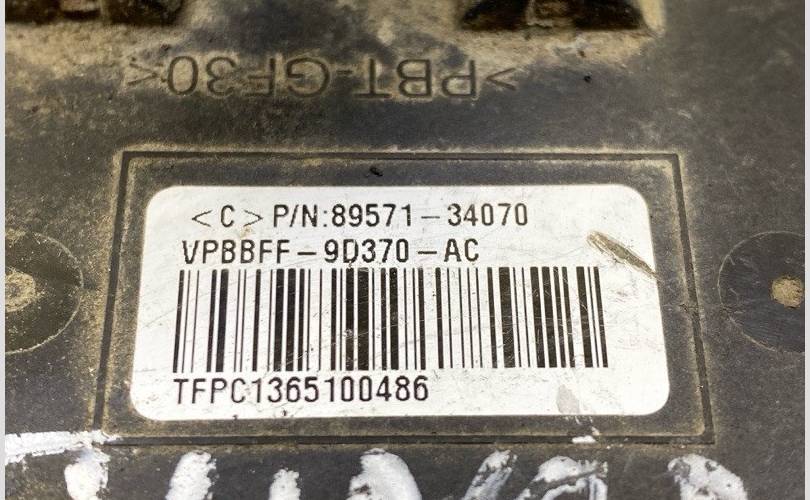 >PBT-GF30<
<C>P/N:89571-34070
VPBBFF-9D370-AC
TFPC1365100486